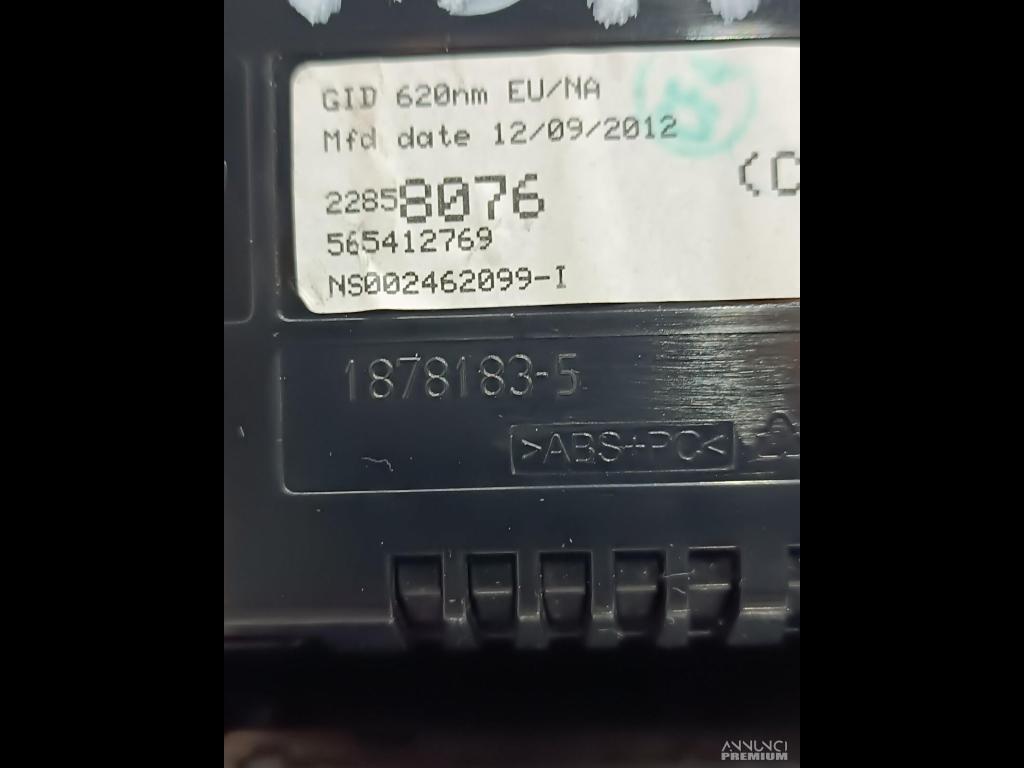 GID 620nm EU/NA
Mfd date 12/09/2012
(C
22858076
565412769
NS002462099-I
1878183-5
>ABS+PC<
ANNUNCI
PREMIUM